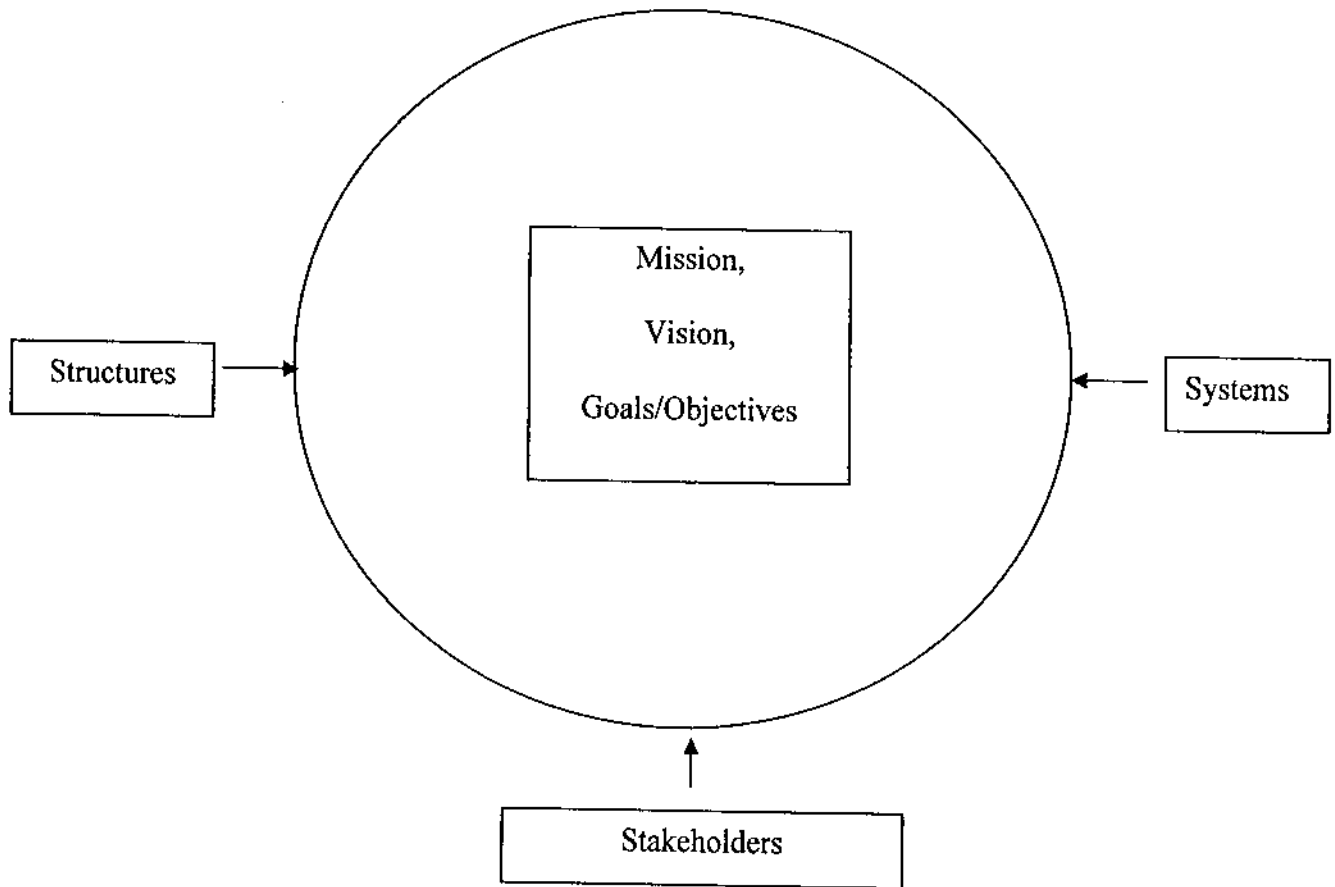 Mission,
Vision,
Goals/Objectives
Structures
Systems
Stakeholders